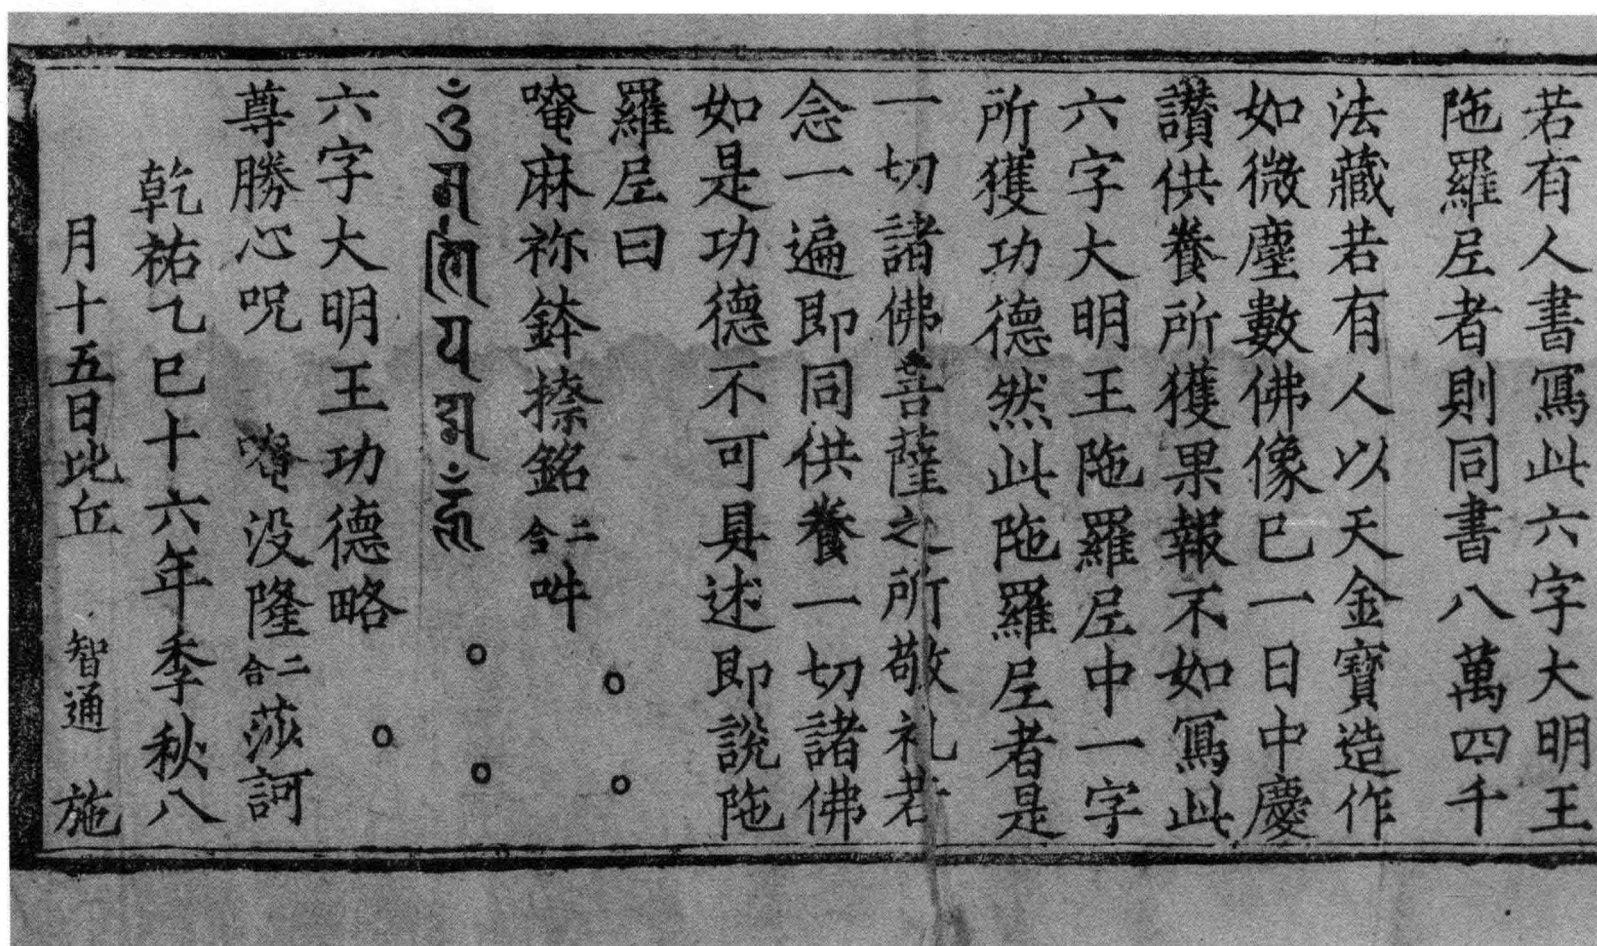 若有人書寫此六字大明王
陁羅𡰱者則同書八萬四千
法藏若有人以天金寶造作
如微塵數佛像已一日中慶
讃供養所獲果報不如寫此
六字大明王陁羅𡰱中一字
所獲功德然此陁羅𡰱者是
一切諸佛菩薩之所敬礼若
念一遍即同供養一切諸佛
如是功德不可具述即說陁
羅𡰱曰
唵麻祢鉢㮈銘二合吽
ॐ म णि प द्मे हूँ
六字大明王功德略
尊勝心呪 唵没隆二合莎訶
乾祐乙巳十六年季秋八
月十五日比丘 智通 施